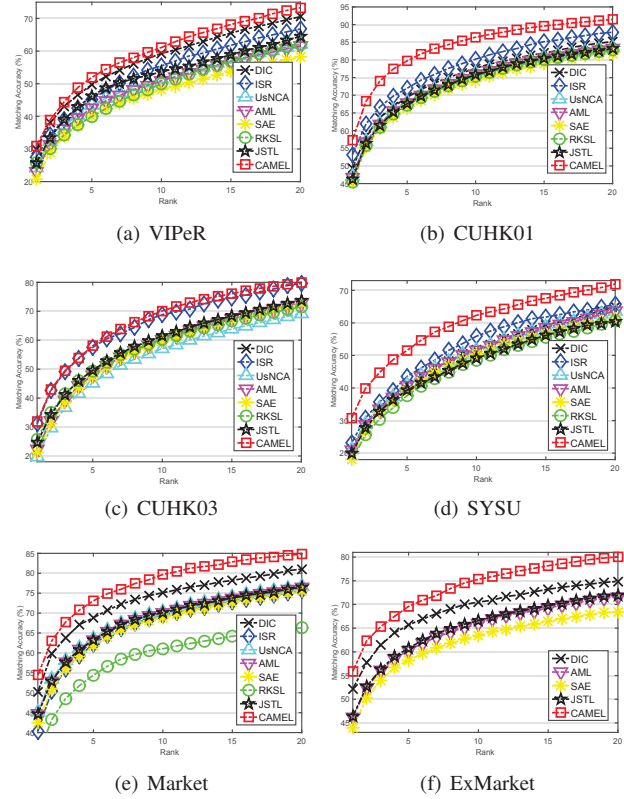 70
60
50
40
30
20
Matching Accuracy (%)
5
10
15
20
Rank
DIC
ISR
UsNCA
AML
SAE
RKSL
JSTL
CAMEL
(a) VIPeR
95
90
85
80
75
70
65
60
55
50
45
Matching Accuracy (%)
5
10
15
20
Rank
DIC
ISR
UsNCA
AML
SAE
RKSL
JSTL
CAMEL
(b) CUHK01
80
70
60
50
40
30
20
Matching Accuracy (%)
5
10
15
20
Rank
DIC
ISR
UsNCA
AML
SAE
RKSL
JSTL
CAMEL
(c) CUHK03
70
60
50
40
30
20
Matching Accuracy (%)
5
10
15
20
Rank
DIC
ISR
UsNCA
AML
SAE
RKSL
JSTL
CAMEL
(d) SYSU
85
80
75
70
65
60
55
50
45
40
Matching Accuracy (%)
5
10
15
20
Rank
DIC
ISR
UsNCA
AML
SAE
RKSL
JSTL
CAMEL
(e) Market
80
75
70
65
60
55
50
45
Matching Accuracy (%)
5
10
15
20
Rank
DIC
AML
SAE
JSTL
CAMEL
(f) ExMarket